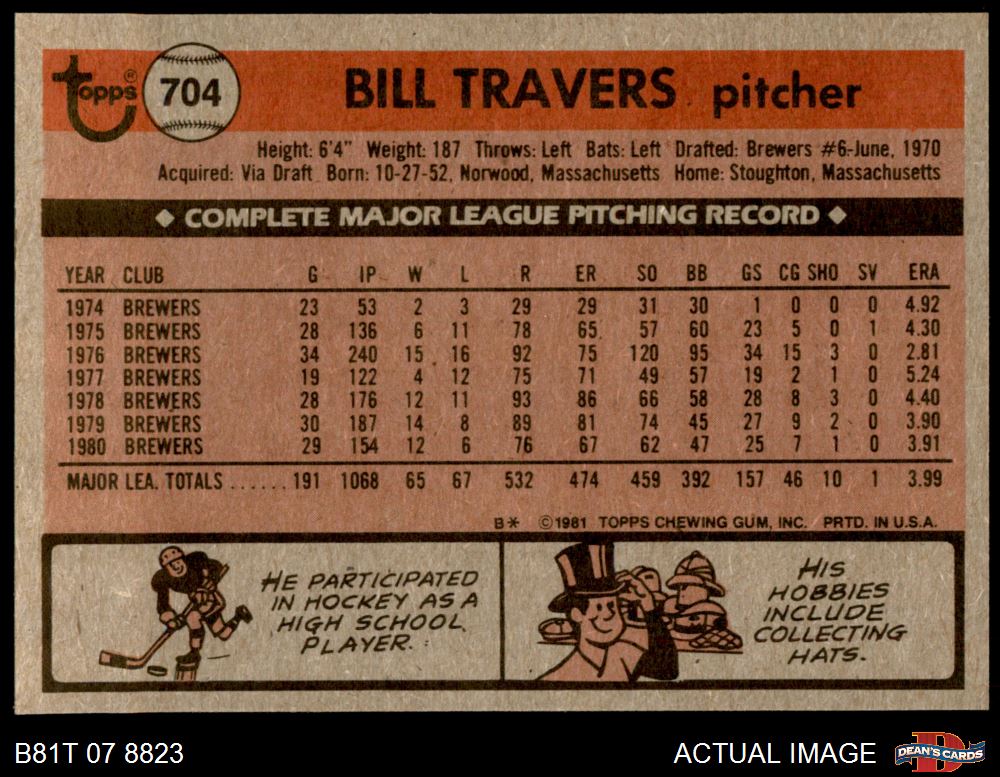 Topps®
704
BILL TRAVERS pitcher
Height: 6'4" Weight: 187 Throws: Left Bats: Left Drafted: Brewers #6-June, 1970
Acquired: Via Draft Born: 10-27-52, Norwood, Massachusetts Home: Stoughton, Massachusetts
◆ COMPLETE MAJOR LEAGUE PITCHING RECORD ◆
YEAR CLUB G IP W L R ER SO BB GS CG SHO SV ERA
1974 BREWERS 23 53 2 3 29 29 31 30 1 0 0 0 4.92
1975 BREWERS 28 136 6 11 78 65 57 60 23 5 0 1 4.30
1976 BREWERS 34 240 15 16 92 75 120 95 34 15 3 0 2.81
1977 BREWERS 19 122 4 12 75 71 49 57 19 2 1 0 5.24
1978 BREWERS 28 176 12 11 93 86 66 58 28 8 3 0 4.40
1979 BREWERS 30 187 14 8 89 81 74 45 27 9 2 0 3.90
1980 BREWERS 29 154 12 6 76 67 62 47 25 7 1 0 3.91
MAJOR LEA. TOTALS ...... 191 1068 65 67 532 474 459 392 157 46 10 1 3.99
B* ©1981 TOPPS CHEWING GUM, INC. PRTD. IN U.S.A.
HE PARTICIPATED
IN HOCKEY AS A
HIGH SCHOOL
PLAYER.
HIS
HOBBIES
INCLUDE
COLLECTING
HATS.
B81T 07 8823
ACTUAL IMAGE
DEAN'S CARDS